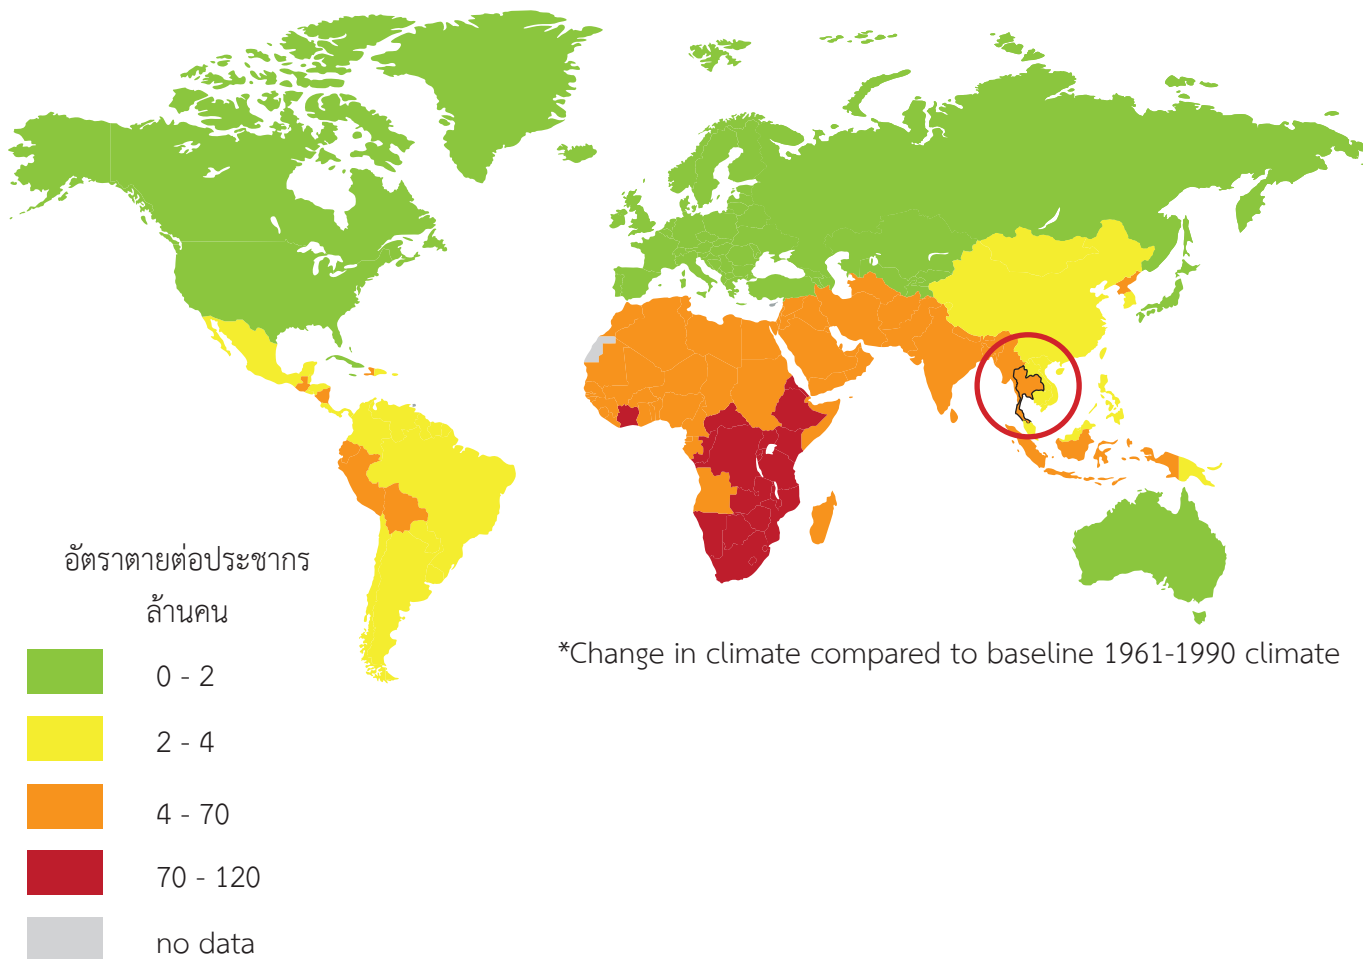 อัตราตายต่อประชากร
ล้านคน
0 - 2
2 - 4
4 - 70
70 - 120
no data
*Change in climate compared to baseline 1961-1990 climate